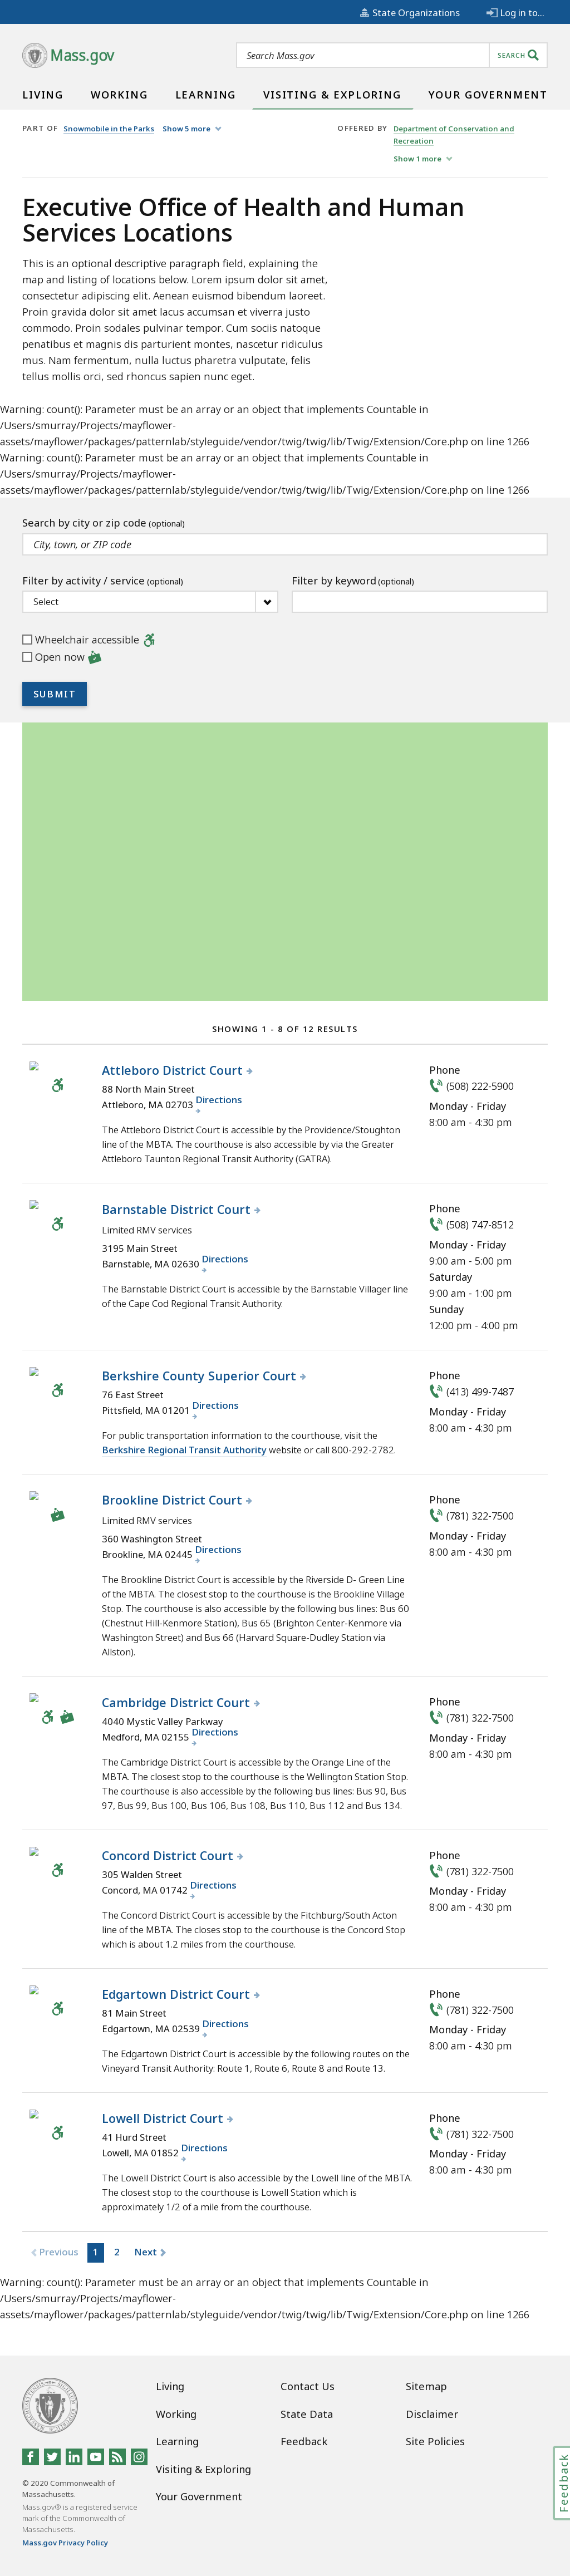 State Organizations
Log in to...
Mass.gov
Search Mass.gov
SEARCH
LIVING
WORKING
LEARNING
VISITING & EXPLORING
YOUR GOVERNMENT
PART OF Snowmobile in the Parks Show 5 more
OFFERED BY Department of Conservation and
Recreation
Show 1 more
Executive Office of Health and Human
Services Locations
This is an optional descriptive paragraph field, explaining the
map and listing of locations below. Lorem ipsum dolor sit amet,
consectetur adipiscing elit. Aenean euismod bibendum laoreet.
Proin gravida dolor sit amet lacus accumsan et viverra justo
commodo. Proin sodales pulvinar tempor. Cum sociis natoque
penatibus et magnis dis parturient montes, nascetur ridiculus
mus. Nam fermentum, nulla luctus pharetra vulputate, felis
tellus mollis orci, sed rhoncus sapien nunc eget.
Warning: count(): Parameter must be an array or an object that implements Countable in
/Users/smurray/Projects/mayflower-
assets/mayflower/packages/patternlab/styleguide/vendor/twig/twig/lib/Twig/Extension/Core.php on line 1266
Warning: count(): Parameter must be an array or an object that implements Countable in
/Users/smurray/Projects/mayflower-
assets/mayflower/packages/patternlab/styleguide/vendor/twig/twig/lib/Twig/Extension/Core.php on line 1266
Search by city or zip code (optional)
City, town, or ZIP code
Filter by activity / service (optional)
Select
Filter by keyword (optional)
Wheelchair accessible
Open now
SUBMIT
SHOWING 1 - 8 OF 12 RESULTS
Attleboro District Court
88 North Main Street
Attleboro, MA 02703 Directions
The Attleboro District Court is accessible by the Providence/Stoughton
line of the MBTA. The courthouse is also accessible by via the Greater
Attleboro Taunton Regional Transit Authority (GATRA).
Phone
(508) 222-5900
Monday - Friday
8:00 am - 4:30 pm
Barnstable District Court
Limited RMV services
3195 Main Street
Barnstable, MA 02630 Directions
The Barnstable District Court is accessible by the Barnstable Villager line
of the Cape Cod Regional Transit Authority.
Phone
(508) 747-8512
Monday - Friday
9:00 am - 5:00 pm
Saturday
9:00 am - 1:00 pm
Sunday
12:00 pm - 4:00 pm
Berkshire County Superior Court
76 East Street
Pittsfield, MA 01201 Directions
For public transportation information to the courthouse, visit the
Berkshire Regional Transit Authority website or call 800-292-2782.
Phone
(413) 499-7487
Monday - Friday
8:00 am - 4:30 pm
Brookline District Court
Limited RMV services
360 Washington Street
Brookline, MA 02445 Directions
The Brookline District Court is accessible by the Riverside D- Green Line
of the MBTA. The closest stop to the courthouse is the Brookline Village
Stop. The courthouse is also accessible by the following bus lines: Bus 60
(Chestnut Hill-Kenmore Station), Bus 65 (Brighton Center-Kenmore via
Washington Street) and Bus 66 (Harvard Square-Dudley Station via
Allston).
Phone
(781) 322-7500
Monday - Friday
8:00 am - 4:30 pm
Cambridge District Court
4040 Mystic Valley Parkway
Medford, MA 02155 Directions
The Cambridge District Court is accessible by the Orange Line of the
MBTA. The closest stop to the courthouse is the Wellington Station Stop.
The courthouse is also accessible by the following bus lines: Bus 90, Bus
97, Bus 99, Bus 100, Bus 106, Bus 108, Bus 110, Bus 112 and Bus 134.
Phone
(781) 322-7500
Monday - Friday
8:00 am - 4:30 pm
Concord District Court
305 Walden Street
Concord, MA 01742 Directions
The Concord District Court is accessible by the Fitchburg/South Acton
line of the MBTA. The closes stop to the courthouse is the Concord Stop
which is about 1.2 miles from the courthouse.
Phone
(781) 322-7500
Monday - Friday
8:00 am - 4:30 pm
Edgartown District Court
81 Main Street
Edgartown, MA 02539 Directions
The Edgartown District Court is accessible by the following routes on the
Vineyard Transit Authority: Route 1, Route 6, Route 8 and Route 13.
Phone
(781) 322-7500
Monday - Friday
8:00 am - 4:30 pm
Lowell District Court
41 Hurd Street
Lowell, MA 01852 Directions
The Lowell District Court is also accessible by the Lowell line of the MBTA.
The closest stop to the courthouse is Lowell Station which is
approximately 1/2 of a mile from the courthouse.
Phone
(781) 322-7500
Monday - Friday
8:00 am - 4:30 pm
Previous 1 2 Next
Warning: count(): Parameter must be an array or an object that implements Countable in
/Users/smurray/Projects/mayflower-
assets/mayflower/packages/patternlab/styleguide/vendor/twig/twig/lib/Twig/Extension/Core.php on line 1266
Living
Working
Learning
Visiting & Exploring
Your Government
Contact Us
State Data
Feedback
Sitemap
Disclaimer
Site Policies
© 2020 Commonwealth of
Massachusetts.
Mass.gov® is a registered service
mark of the Commonwealth of
Massachusetts.
Mass.gov Privacy Policy
Feedback